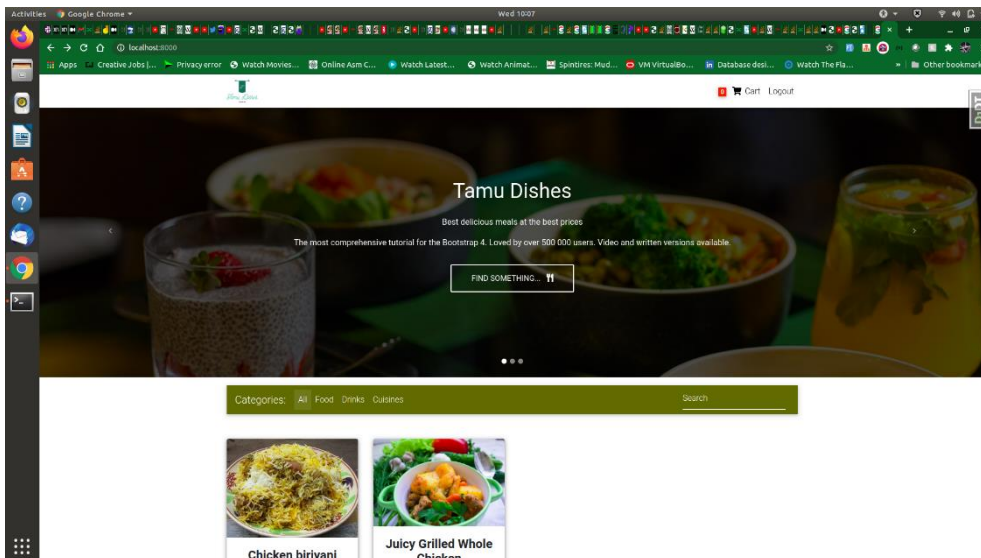 Activities Google Chrome Wed 10:07
localhost:8000
Apps Creative Jobs |... Privacy error Watch Movies... Online Asm C... Watch Latest... Watch Animat... Spintires: Mud... VM VirtualBo... Database desi... Watch The Fla... » Other bookmark
Cart Logout
DjDT
Tamu Dishes
Best delicious meals at the best prices
The most comprehensive tutorial for the Bootstrap 4. Loved by over 500 000 users. Video and written versions available.
FIND SOMETHING...
Categories: All Food Drinks Cuisines Search
Chicken biriyani
Juicy Grilled Whole
Chicken